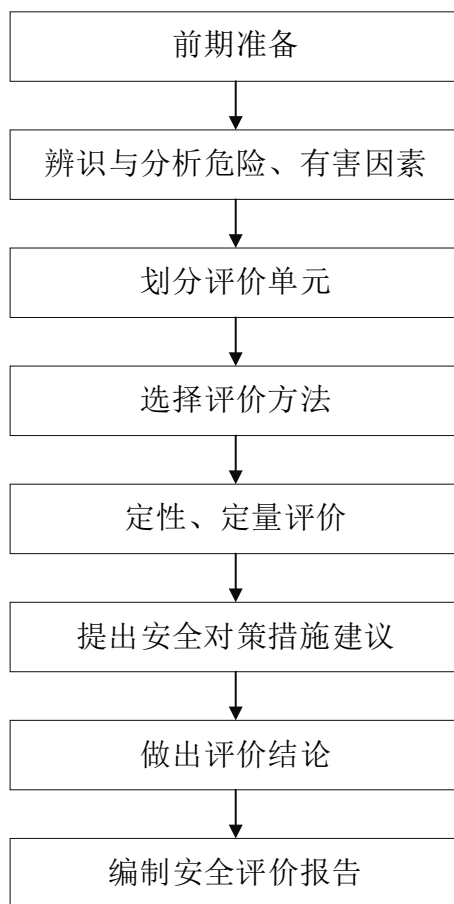 前期准备
辨识与分析危险、有害因素
划分评价单元
选择评价方法
定性、定量评价
提出安全对策措施建议
做出评价结论
编制安全评价报告